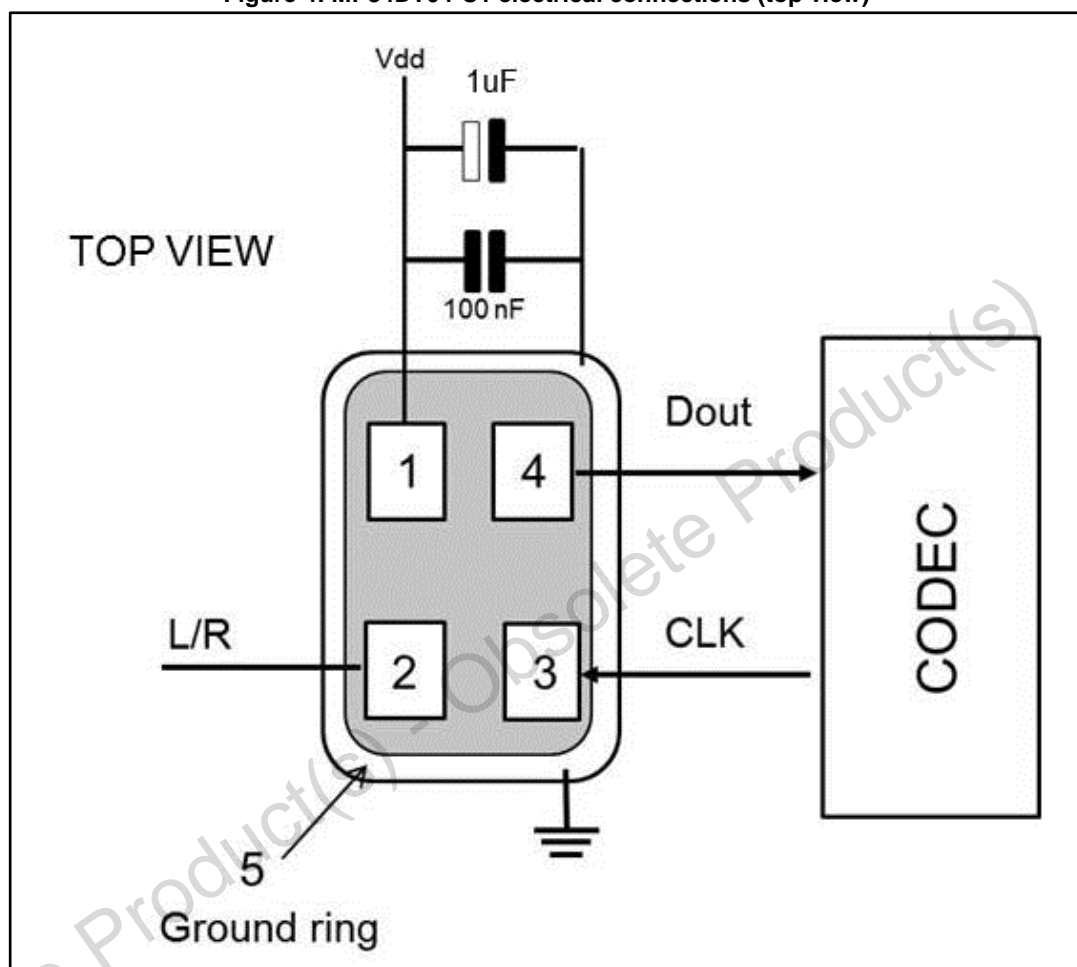 Vdd
1uF
TOP VIEW
100 nF
Dout
1
4
CODEC
L/R
CLK
2
3
5
Ground ring
Product(s) - Obsolete Product(s)